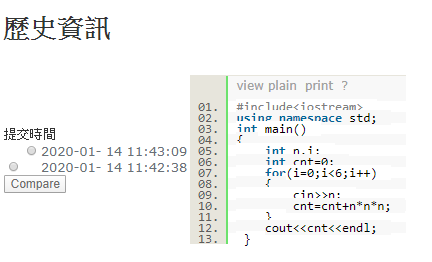 歷史資訊
提交時間
2020-01- 14 11:43:09
2020-01- 14 11:42:38
Compare
view plain print ?
01. #include<iostream>
02. using namespace std;
03. int main()
04. {
05. int n,i;
06. int cnt=0;
07. for(i=0;i<6;i++)
08. {
09. cin>>n;
10. cnt=cnt+n*n*n;
11. }
12. cout<<cnt<<endl;
13. }